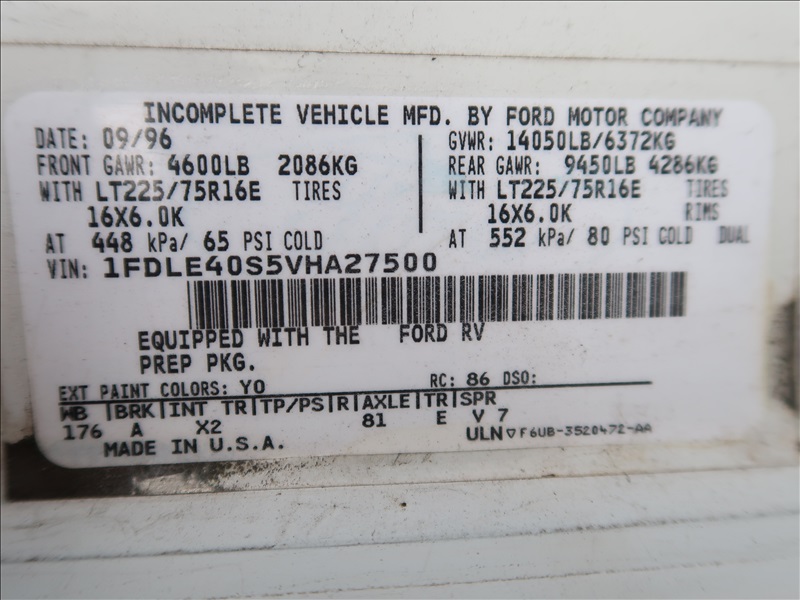 INCOMPLETE VEHICLE MFD. BY FORD MOTOR COMPANY
DATE: 09/96 GVWR: 14050LB/6372KG
FRONT GAWR: 4600LB 2086KG REAR GAWR: 9450LB 4286KG
WITH LT225/75R16E TIRES WITH LT225/75R16E TIRES
16X6.0K 16X6.0K RIMS
AT 448 kPa/ 65 PSI COLD AT 552 kPa/ 80 PSI COLD DUAL
VIN: 1FDLE40S5VHA27500
EQUIPPED WITH THE FORD RV
PREP PKG.
EXT PAINT COLORS: YO RC: 86 DSO:
WB |BRK|INT TR|TP/PS|R|AXLE|TR|SPR
176 A X2 81 E V 7
MADE IN U.S.A. ULN ▽F6UB-3520472-AA